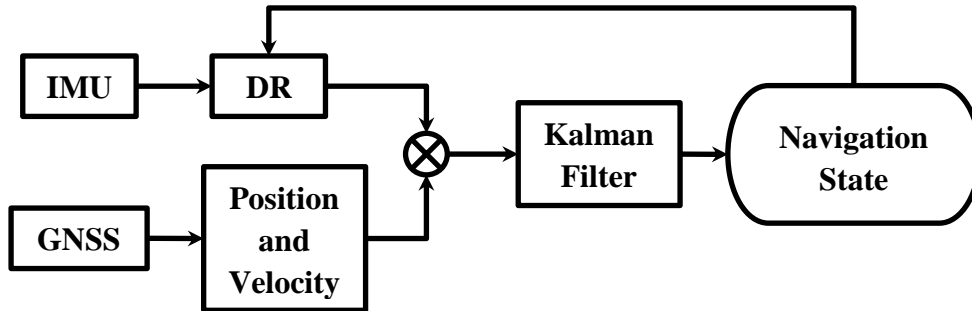 IMU
DR
GNSS
Position
and
Velocity
Kalman
Filter
Navigation
State